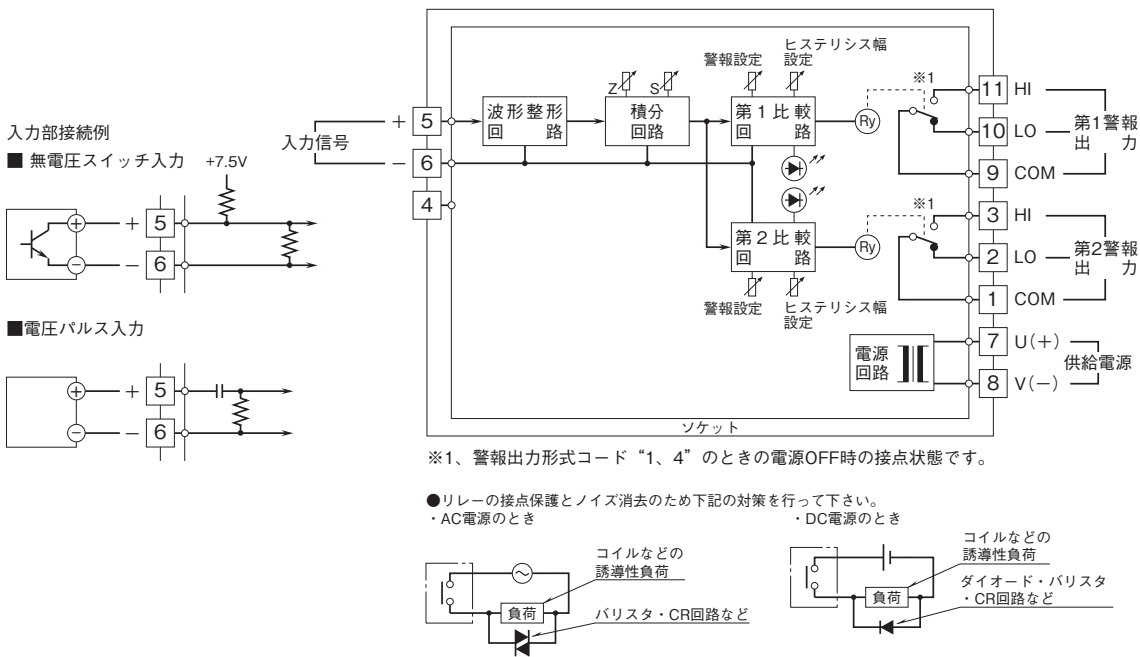 入力部接続例
■ 無電圧スイッチ入力
+7.5V
+ 5
− 6
■電圧パルス入力
+ 5
− 6
入力信号
+ 5
− 6
4
波形整形
回　　路
Z
S
積分
回路
警報設定
ヒステリシス幅
設定
第1比較
回　　路
Ry
※1
11 HI
10 LO
9 COM
第1警報
出　　力
第2比較
回　　路
警報設定
ヒステリシス幅
設定
Ry
※1
3 HI
2 LO
1 COM
第2警報
出　　力
電源
回路
7 U(+)
8 V(−)
供給電源
ソケット
※1、警報出力形式コード“1、4”のときの電源OFF時の接点状態です。
●リレーの接点保護とノイズ消去のため下記の対策を行って下さい。
・AC電源のとき
コイルなどの
誘導性負荷
負荷
バリスタ・CR回路など
・DC電源のとき
コイルなどの
誘導性負荷
負荷
ダイオード・バリスタ
・CR回路など